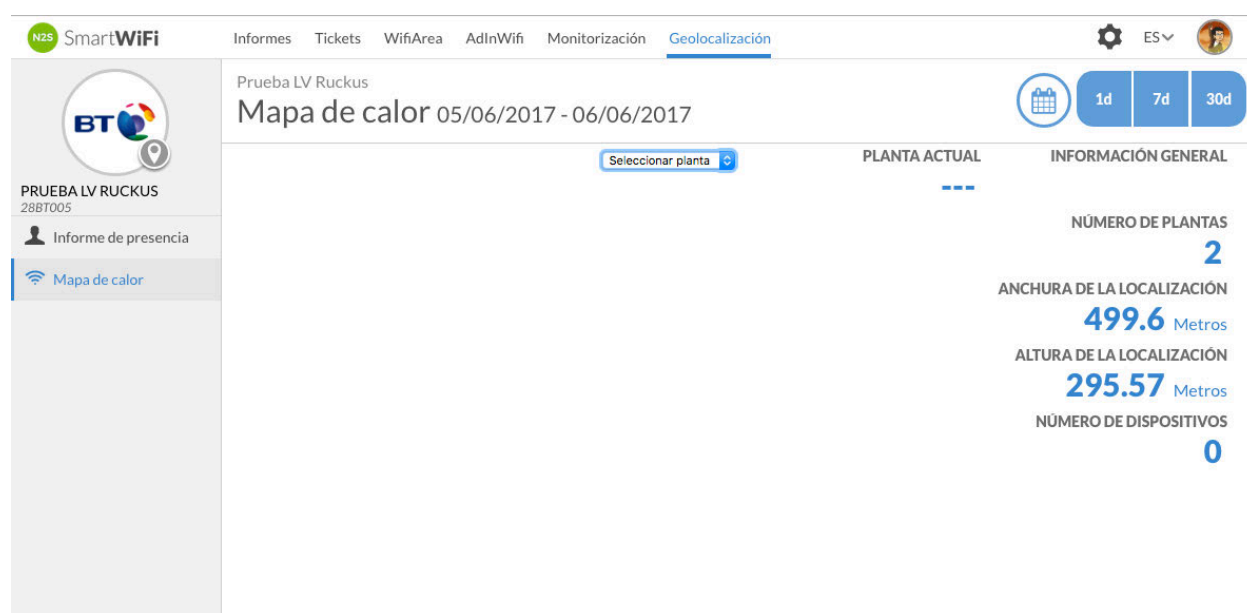 N2S SmartWiFi
Informes Tickets WifiArea AdInWifi Monitorización Geolocalización
ES
BT
PRUEBA LV RUCKUS
28BT005
Informe de presencia
Mapa de calor
Prueba LV Ruckus
Mapa de calor 05/06/2017 - 06/06/2017
1d 7d 30d
Seleccionar planta
PLANTA ACTUAL
---
INFORMACIÓN GENERAL
NÚMERO DE PLANTAS
2
ANCHURA DE LA LOCALIZACIÓN
499.6 Metros
ALTURA DE LA LOCALIZACIÓN
295.57 Metros
NÚMERO DE DISPOSITIVOS
0